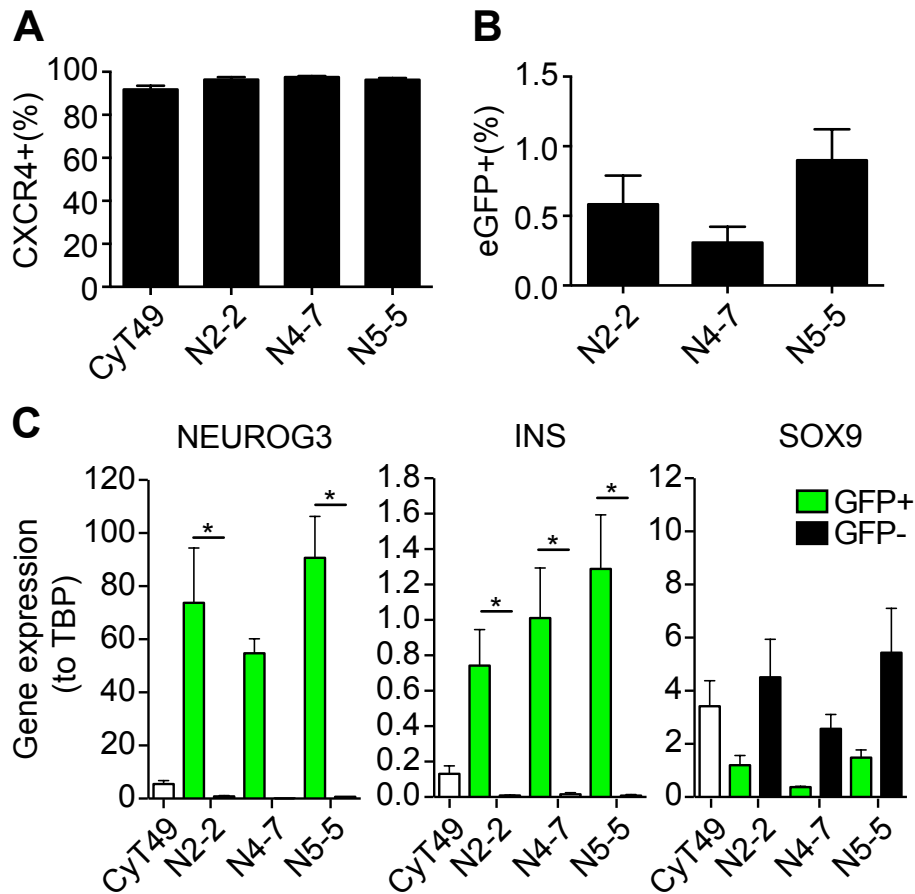 A
CXCR4+(%)
100
80
60
40
20
0
CyT49
N2-2
N4-7
N5-5
B
eGFP+(%)
1.5
1.0
0.5
0.0
N2-2
N4-7
N5-5
C
Gene expression
(to TBP)
NEUROG3
120
100
80
60
40
20
0
*
*
CyT49
N2-2
N4-7
N5-5
INS
1.8
1.6
1.4
1.2
1.0
0.8
0.6
0.4
0.2
0.0
*
*
*
CyT49
N2-2
N4-7
N5-5
SOX9
12
10
8
6
4
2
0
GFP+
GFP-
CyT49
N2-2
N4-7
N5-5